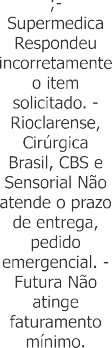 ;-
Supermedica
Respondeu
incorretamente
o item
solicitado. -
Rioclarense,
Cirúrgica
Brasil, CBS e
Sensorial Não
atende o prazo
de entrega,
pedido
emergencial. -
Futura Não
atinge
faturamento
mínimo.